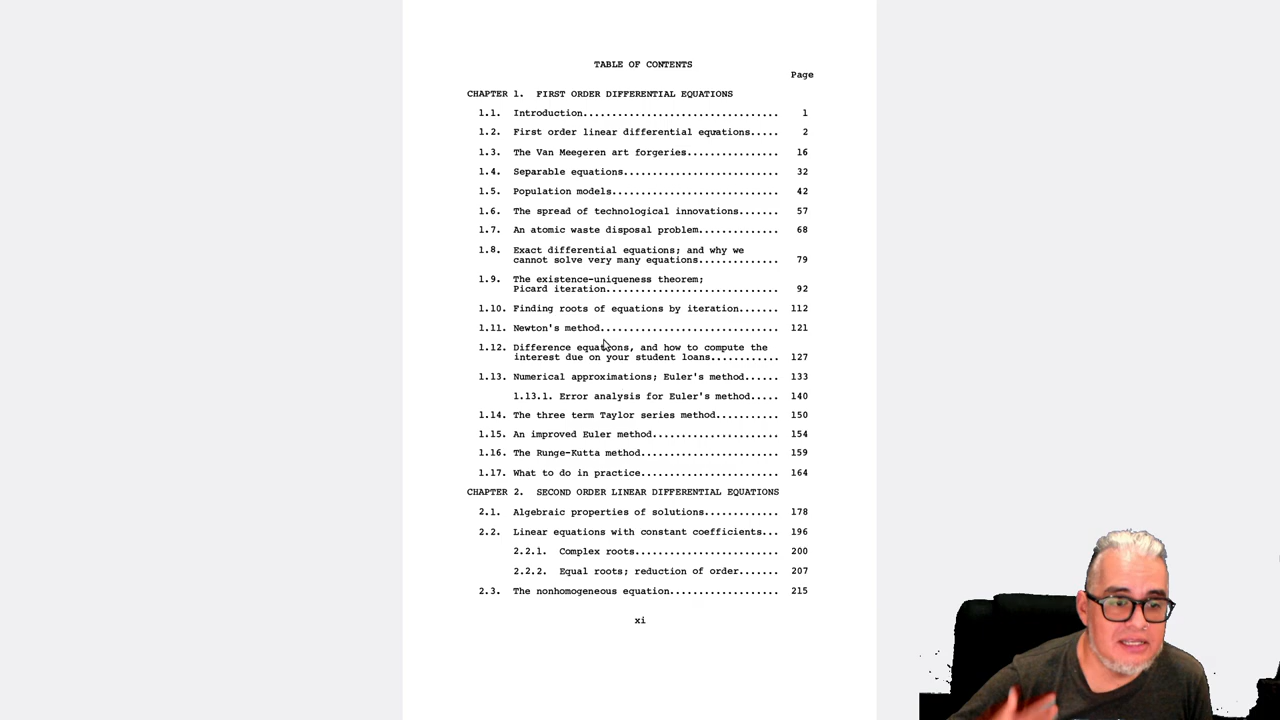 TABLE OF CONTENTS
Page
CHAPTER 1. FIRST ORDER DIFFERENTIAL EQUATIONS
1.1. Introduction.................................. 1
1.2. First order linear differential equations..... 2
1.3. The Van Meegeren art forgeries................ 16
1.4. Separable equations........................... 32
1.5. Population models............................. 42
1.6. The spread of technological innovations....... 57
1.7. An atomic waste disposal problem.............. 68
1.8. Exact differential equations; and why we
cannot solve very many equations.............. 79
1.9. The existence-uniqueness theorem;
Picard iteration.............................. 92
1.10. Finding roots of equations by iteration....... 112
1.11. Newton's method............................... 121
1.12. Difference equations, and how to compute the
interest due on your student loans............ 127
1.13. Numerical approximations; Euler's method...... 133
1.13.1. Error analysis for Euler's method..... 140
1.14. The three term Taylor series method........... 150
1.15. An improved Euler method...................... 154
1.16. The Runge-Kutta method........................ 159
1.17. What to do in practice........................ 164
CHAPTER 2. SECOND ORDER LINEAR DIFFERENTIAL EQUATIONS
2.1. Algebraic properties of solutions............. 178
2.2. Linear equations with constant coefficients... 196
2.2.1. Complex roots......................... 200
2.2.2. Equal roots; reduction of order....... 207
2.3. The nonhomogeneous equation................... 215
xi